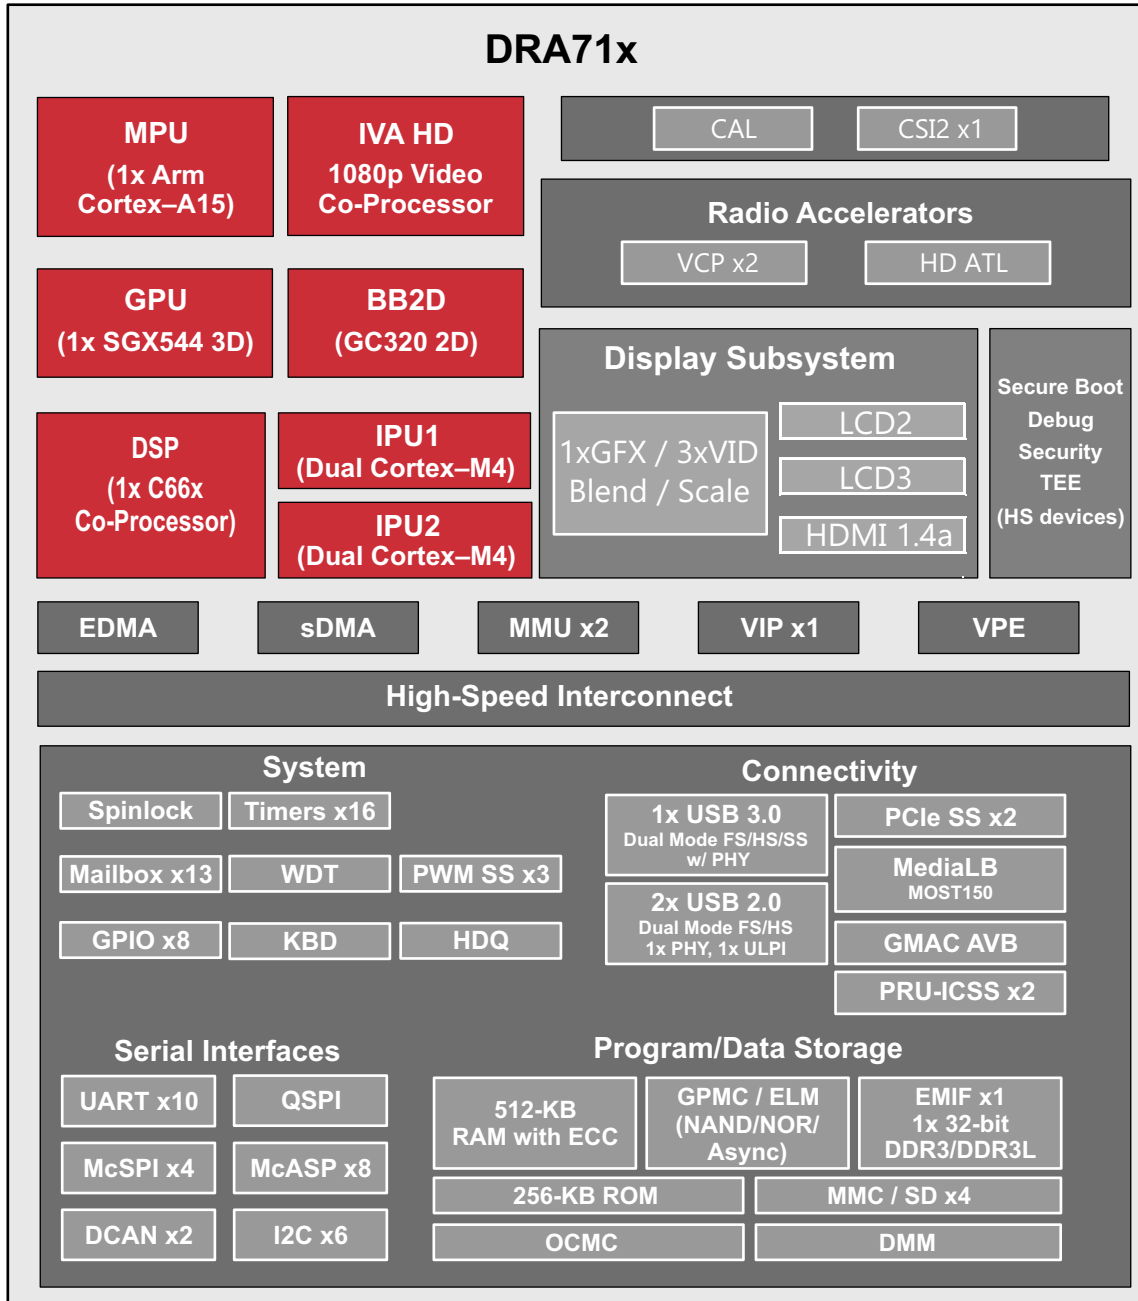 DRA71x
MPU
(1x Arm
Cortex–A15)
IVA HD
1080p Video
Co-Processor
CAL
CSI2 x1
Radio Accelerators
VCP x2
HD ATL
GPU
(1x SGX544 3D)
BB2D
(GC320 2D)
Display Subsystem
1xGFX / 3xVID
Blend / Scale
LCD2
LCD3
HDMI 1.4a
Secure Boot
Debug
Security
TEE
(HS devices)
DSP
(1x C66x
Co-Processor)
IPU1
(Dual Cortex–M4)
IPU2
(Dual Cortex–M4)
EDMA
sDMA
MMU x2
VIP x1
VPE
High-Speed Interconnect
System
Spinlock
Timers x16
Mailbox x13
WDT
PWM SS x3
GPIO x8
KBD
HDQ
Connectivity
1x USB 3.0
Dual Mode FS/HS/SS
w/ PHY
2x USB 2.0
Dual Mode FS/HS
1x PHY, 1x ULPI
PCIe SS x2
MediaLB
MOST150
GMAC AVB
PRU-ICSS x2
Serial Interfaces
UART x10
QSPI
McSPI x4
McASP x8
DCAN x2
I2C x6
Program/Data Storage
512-KB
RAM with ECC
GPMC / ELM
(NAND/NOR/
Async)
EMIF x1
1x 32-bit
DDR3/DDR3L
256-KB ROM
MMC / SD x4
OCMC
DMM